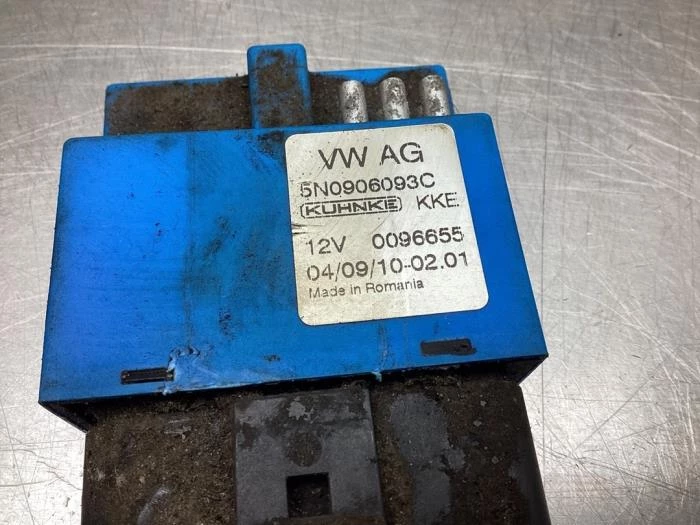 VW AG
5N0906093C
KUHNKE KKE
12V 0096655
04/09/10-02.01
Made in Romania